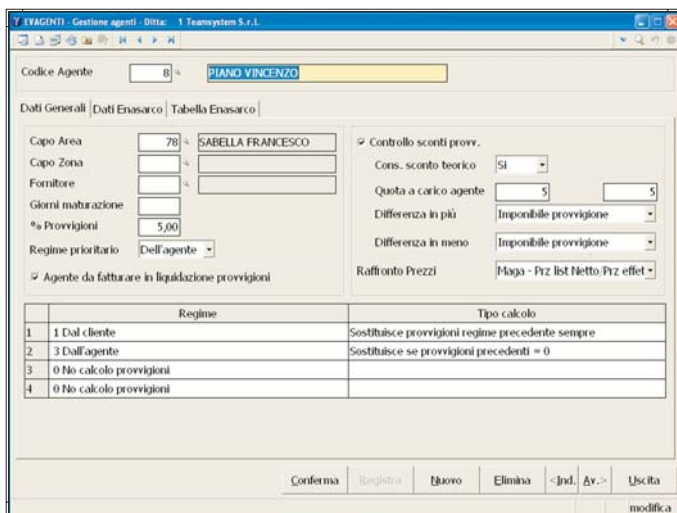 EVAGENTI - Gestione agenti - Ditta: 1 Teamsystem S.r.l.
Codice Agente 8 PIANO VINCENZO
Dati Generali Dati Enasarco Tabella Enasarco
Capo Area 78 SABELLA FRANCESCO
Capo Zona
Fornitore
Giorni maturazione
% Provvigioni 5,00
Regime prioritario Dell'agente
Agente da fatturare in liquidazione provvigioni
Controllo sconti provv.
Cons. sconto teorico Sì
Quota a carico agente 5 5
Differenza in più Imponibile provvigione
Differenza in meno Imponibile provvigione
Raffronto Prezzi Maga - Prz list Netto/Prz effet
Regime Tipo calcolo
1 1 Dal cliente Sostituisce provvigioni regime precedente sempre
2 3 Dall'agente Sostituisce se provvigioni precedenti = 0
3 0 No calcolo provvigioni
4 0 No calcolo provvigioni
Conferma Registra Nuovo Elimina <Ind. Av.> Uscita
modifica